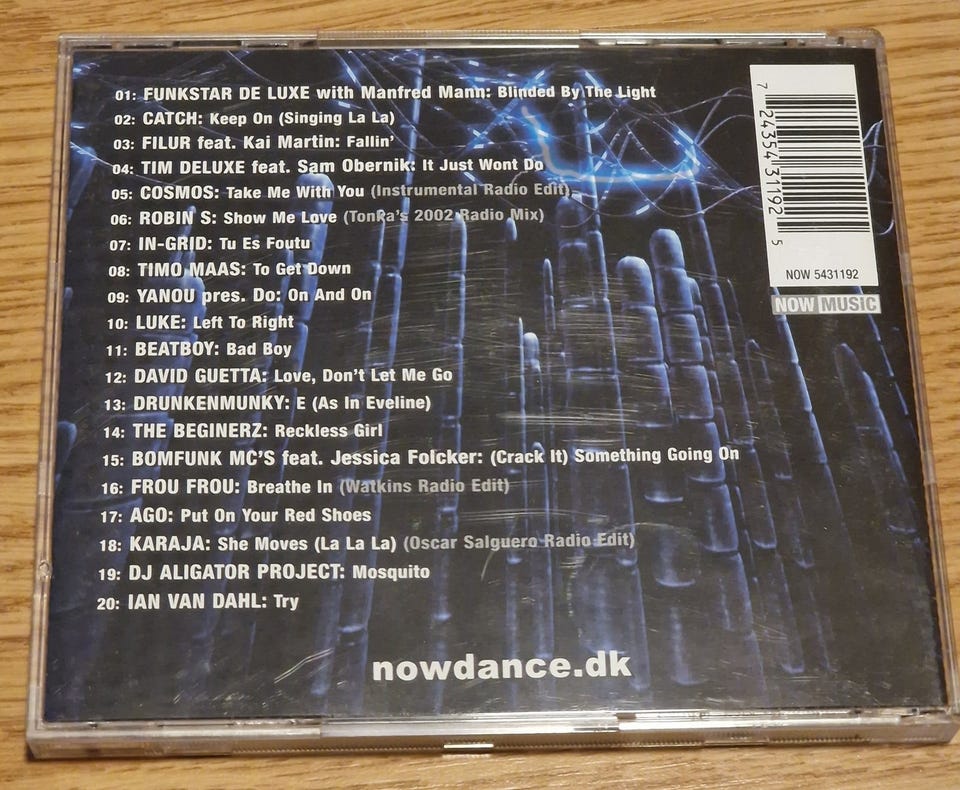 01: FUNKSTAR DE LUXE with Manfred Mann: Blinded By The Light
02: CATCH: Keep On (Singing La La)
03: FILUR feat. Kai Martin: Fallin'
04: TIM DELUXE feat. Sam Obernik: It Just Wont Do
05: COSMOS: Take Me With You (Instrumental Radio Edit)
06: ROBIN S: Show Me Love (Tonka's 2002 Radio Mix)
07: IN-GRID: Tu Es Foutu
08: TIMO MAAS: To Get Down
09: YANOU pres. Do: On And On
10: LUKE: Left To Right
11: BEATBOY: Bad Boy
12: DAVID GUETTA: Love, Don't Let Me Go
13: DRUNKENMUNKY: E (As In Eveline)
14: THE BEGINERZ: Reckless Girl
15: BOMFUNK MC'S feat. Jessica Folcker: (Crack It) Something Going On
16: FROU FROU: Breathe In (Watkins Radio Edit)
17: AGO: Put On Your Red Shoes
18: KARAJA: She Moves (La La La) (Oscar Salguero Radio Edit)
19: DJ ALIGATOR PROJECT: Mosquito
20: IAN VAN DAHL: Try
nowdance.dk
7 24354 31192 5
NOW 5431192
NOW MUSIC